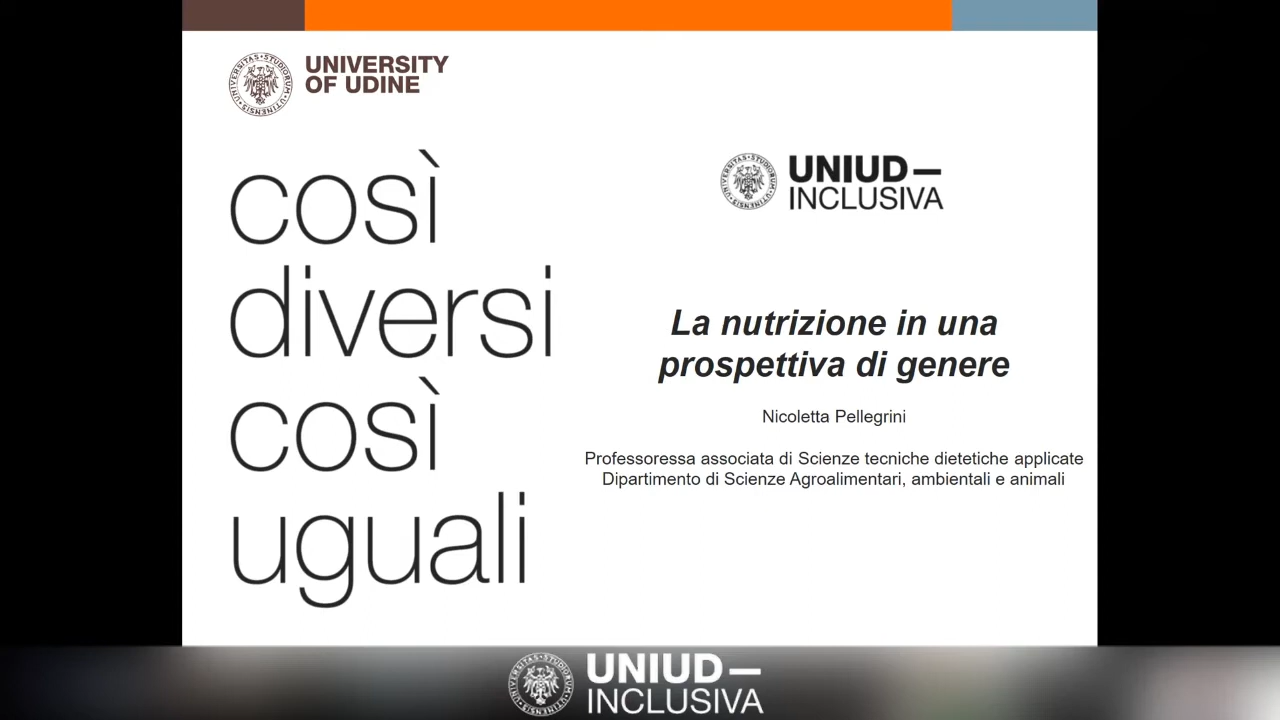 UNIVERSITY
OF UDINE
così
diversi
così
uguali
UNIUD—
INCLUSIVA
La nutrizione in una
prospettiva di genere
Nicoletta Pellegrini
Professoressa associata di Scienze tecniche dietetiche applicate
Dipartimento di Scienze Agroalimentari, ambientali e animali
UNIUD—
INCLUSIVA